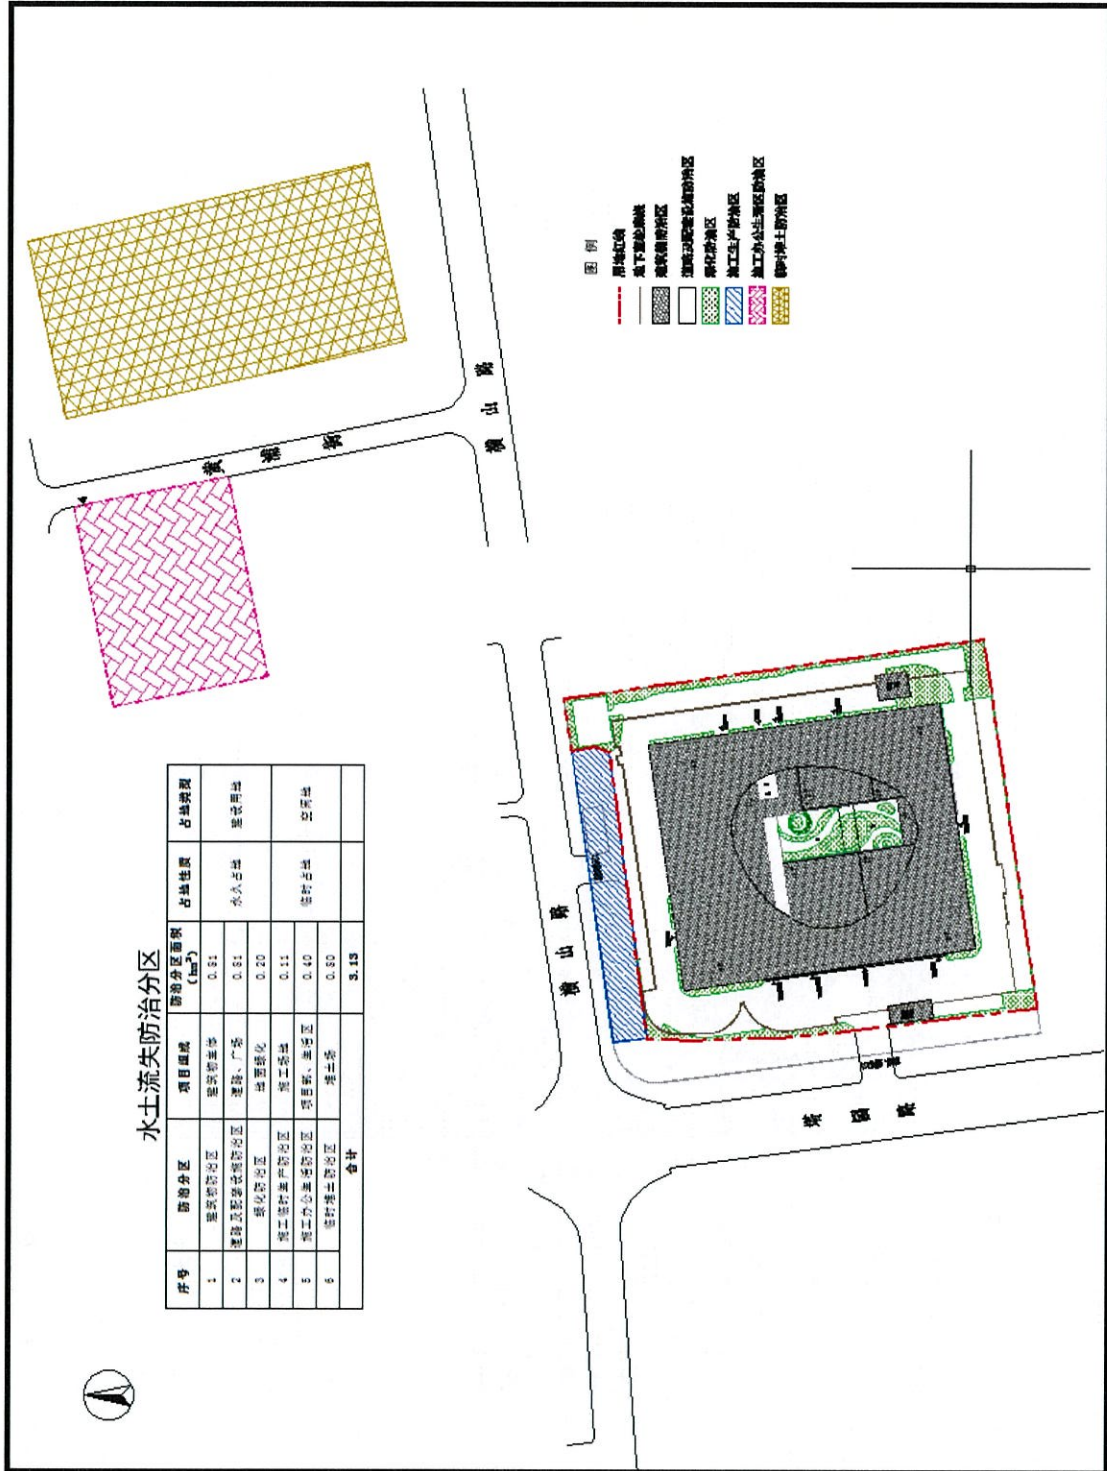 水土流失防治分区
序号 防治分区 项目组成 防治分区面积(hm²) 占地性质 占地类型
1 建筑物防治区 建筑物主体 永久占地 建设用地
2 道路及配套设施防治区 道路、广场
3 绿化防治区 地面绿化 0.20
4 施工临时生产防治区 施工场地 0.11 临时占地 空闲地
5 施工办公生活防治区 项目部、生活区 0.40
6 临时堆土防治区 堆土场
合计 3.13
黄浦街
横山路
横山路
图例
用地红线
地下室轮廓线
建筑物防治区
道路及配套设施防治区
绿化防治区
施工生产防治区
施工办公生活区防治区
临时堆土防治区